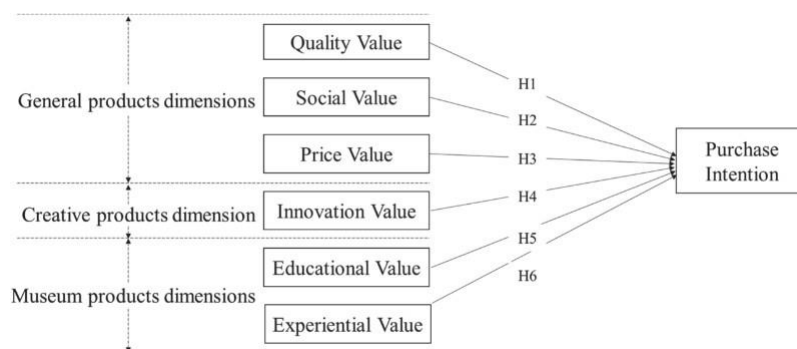 Quality Value
H1
General products dimensions
Social Value
H2
Price Value
H3
Purchase
Intention
Creative products dimension
Innovation Value
H4
H5
Museum products dimensions
Educational Value
H6
Experiential Value